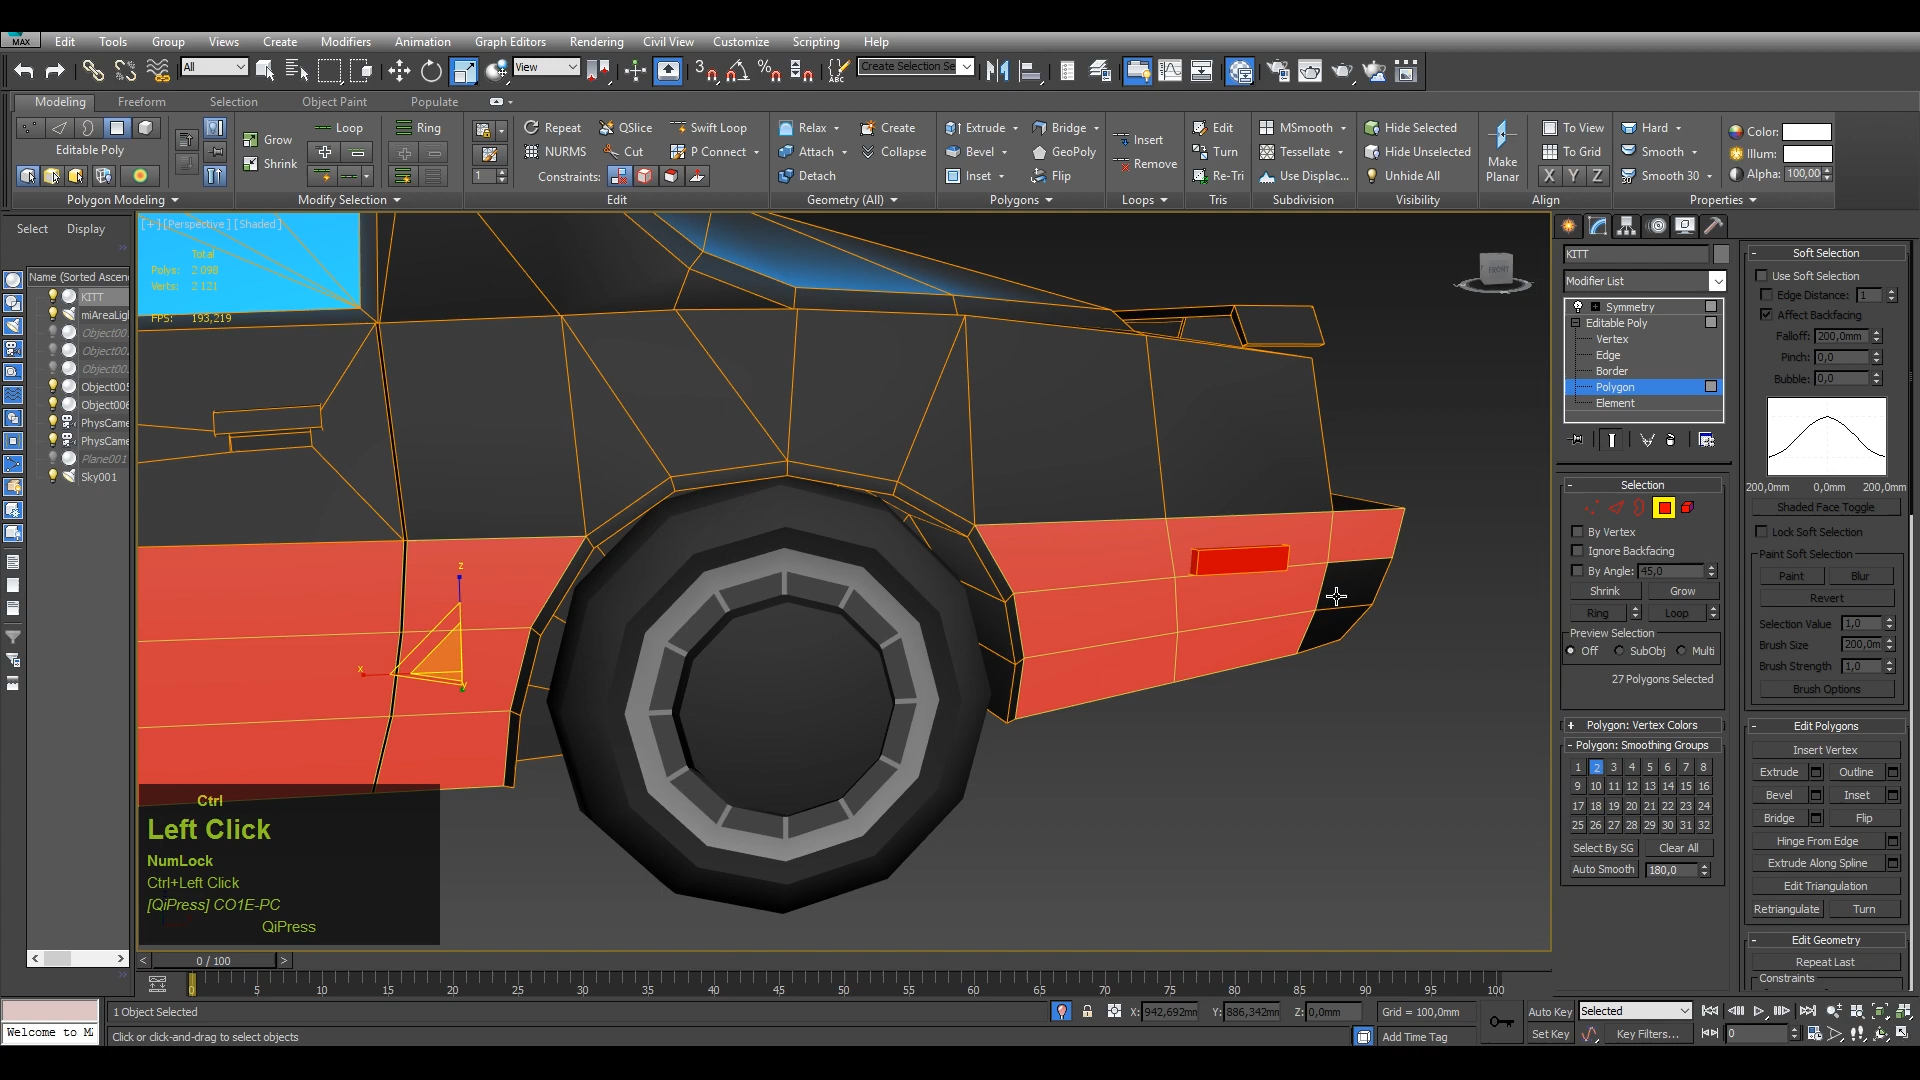 MAX Edit Tools Group Views Create Modifiers Animation Graph Editors Rendering Civil View Customize Scripting Help
All View Create Selection Se
Modeling Freeform Selection Object Paint Populate
Grow Loop Ring Repeat QSlice Swift Loop Relax Create Extrude Bridge Insert Edit MSmooth Hide Selected To View Hard Color:
Editable Poly Shrink NURMS Cut P Connect Attach Collapse Bevel GeoPoly Remove Turn Tessellate Hide Unselected Make Planar To Grid Smooth Illum:
1 Constraints: Detach Inset Flip Re-Tri Use Displac... Unhide All X Y Z Smooth 30 Alpha: 100,00
Polygon Modeling Modify Selection Edit Geometry (All) Polygons Loops Tris Subdivision Visibility Align Properties
Select Display
Name (Sorted Ascen
KITT
miAreaLig
Object00
Object00
Object00
Object005
Object006
PhysCame
PhysCame
Plane001
Sky001
[+] [Perspective] [Shaded]
Total
Polys: 2 098
Verts: 2 121
FPS: 193,219
FRONT
z
x
y
Ctrl
Left Click
NumLock
Ctrl+Left Click
[QiPress] CO1E-PC
QiPress
KITT
Modifier List
Symmetry
Editable Poly
Vertex
Edge
Border
Polygon
Element
Selection
By Vertex
Ignore Backfacing
By Angle: 45,0
Shrink Grow
Ring Loop
Preview Selection
Off SubObj Multi
27 Polygons Selected
Polygon: Vertex Colors
Polygon: Smoothing Groups
1 2 3 4 5 6 7 8
9 10 11 12 13 14 15 16
17 18 19 20 21 22 23 24
25 26 27 28 29 30 31 32
Select By SG Clear All
Auto Smooth 180,0
Soft Selection
Use Soft Selection
Edge Distance: 1
Affect Backfacing
Falloff: 200,0mm
Pinch: 0,0
Bubble: 0,0
200,0mm 0,0mm 200,0mm
Shaded Face Toggle
Lock Soft Selection
Paint Soft Selection
Paint Blur
Revert
Selection Value 1,0
Brush Size 200,0m
Brush Strength 1,0
Brush Options
Edit Polygons
Insert Vertex
Extrude Outline
Bevel Inset
Bridge Flip
Hinge From Edge
Extrude Along Spline
Edit Triangulation
Retriangulate Turn
Edit Geometry
Repeat Last
Constraints
0 / 100
0 5 10 15 20 25 30 35 40 45 50 55 60 65 70 75 80 85 90 95 100
1 Object Selected X: 942,692mm Y: 886,342mm Z: 0,0mm Grid = 100,0mm Auto Key Selected
Welcome to M Click or click-and-drag to select objects Add Time Tag Set Key Key Filters... 0